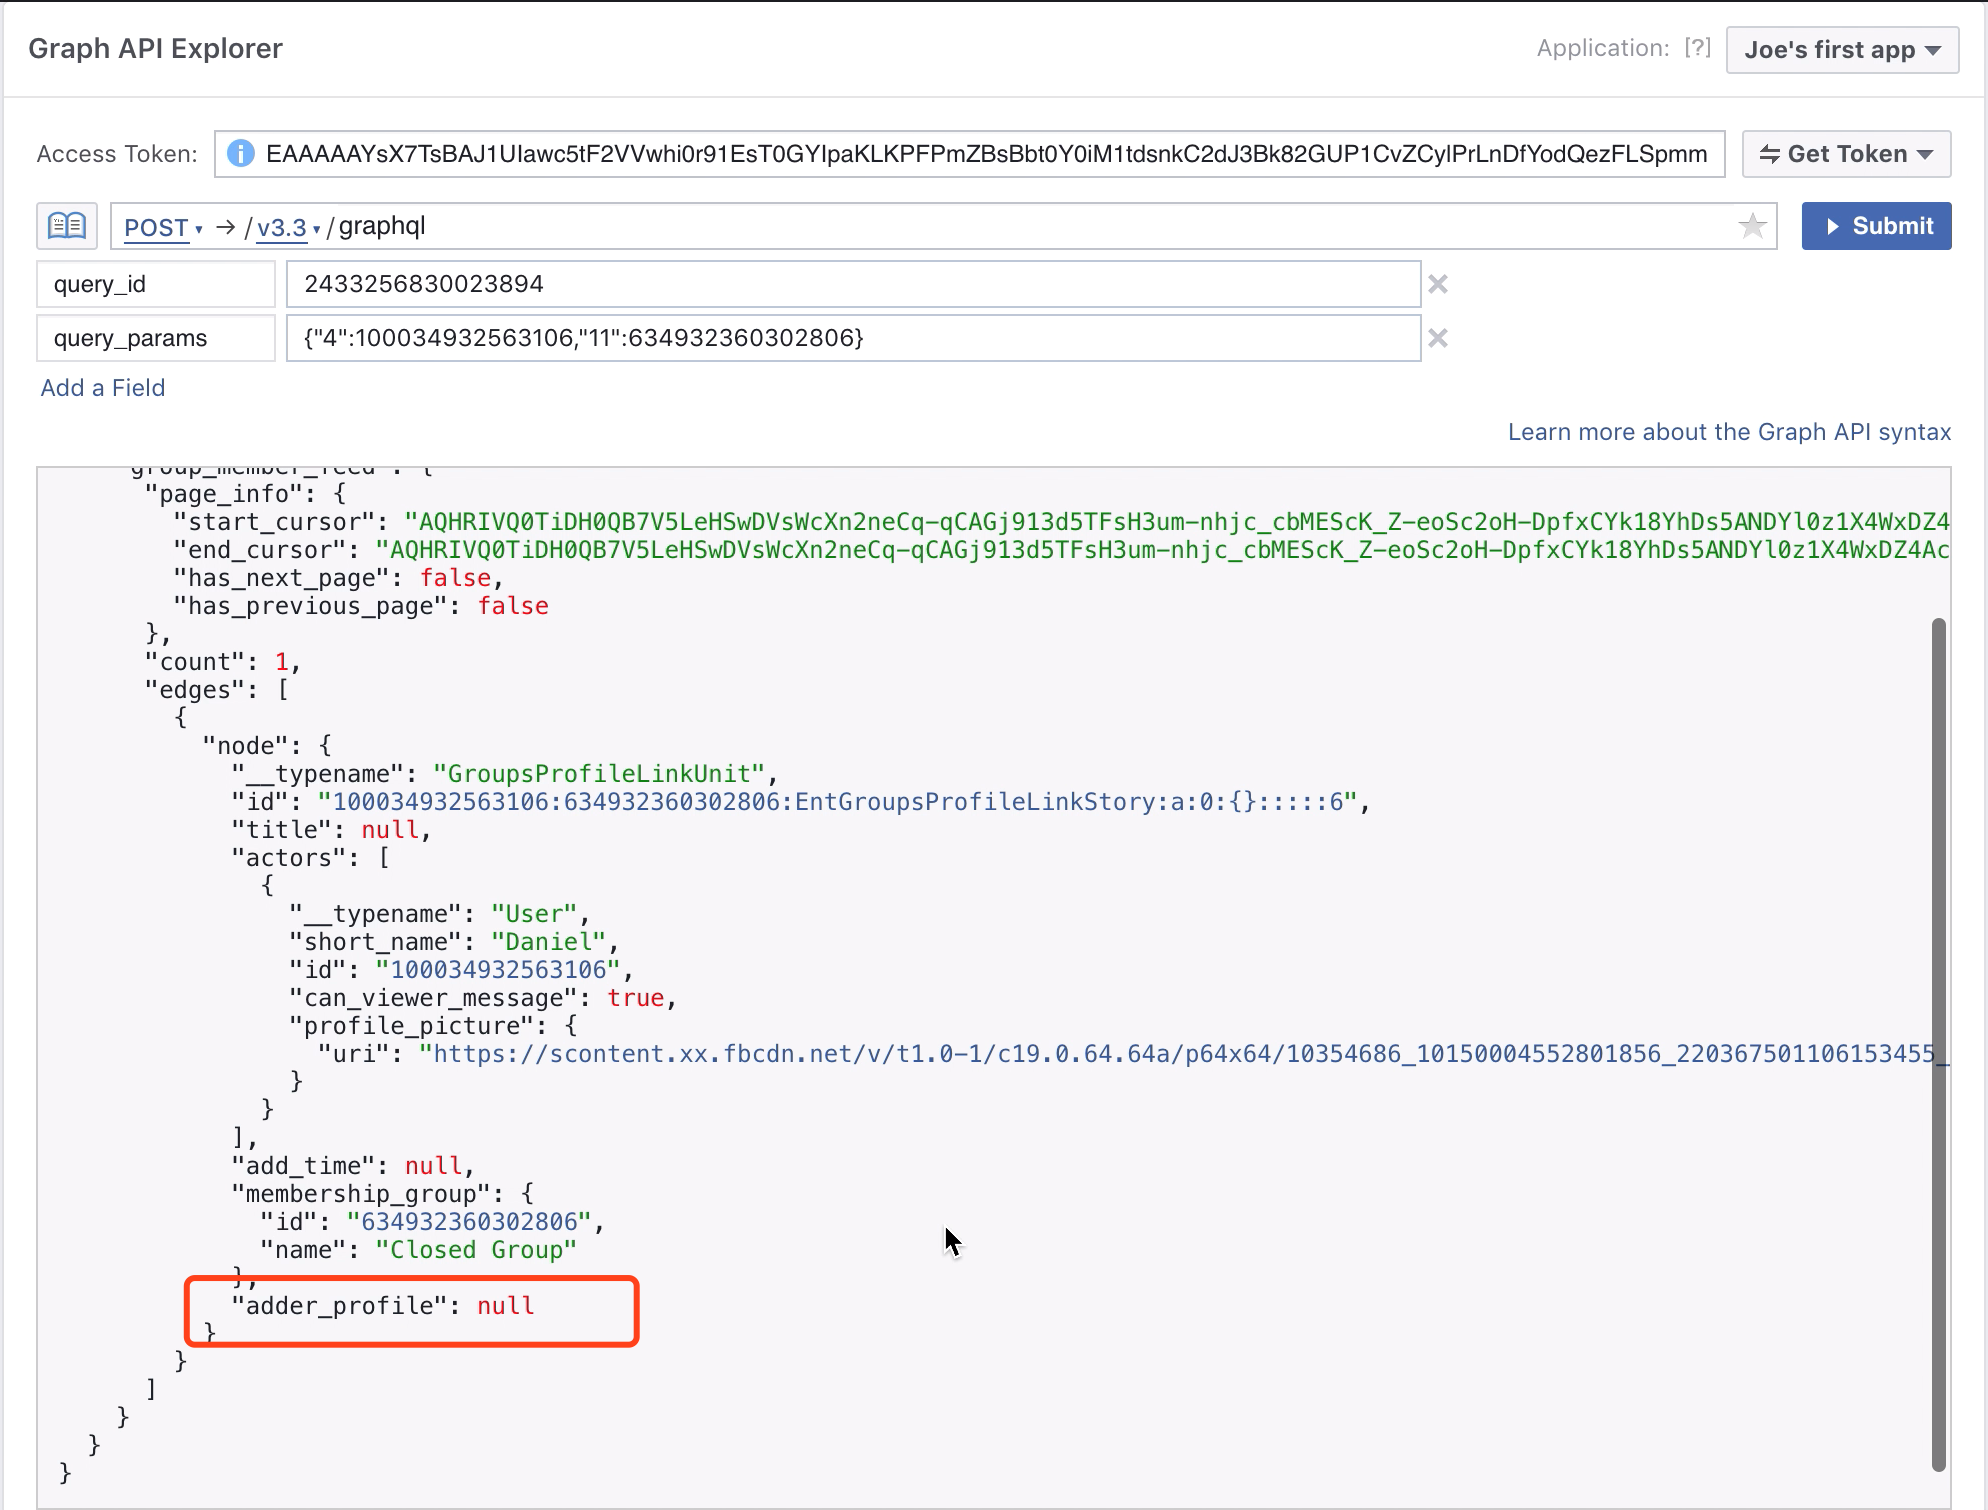 Graph API Explorer
Application: [?] Joe's first app
Access Token: EAAAAAYsX7TsBAJ1UIawc5tF2VVwhi0r91EsT0GYIpaKLKPFPmZBsBbt0Y0iM1tdsnkC2dJ3Bk82GUP1CvZCylPrLnDfYodQezFLSpmm Get Token
POST → / v3.3 / graphql Submit
query_id 2433256830023894
query_params {"4":100034932563106,"11":634932360302806}
Add a Field
Learn more about the Graph API syntax
group_member_feed": {
"page_info": {
"start_cursor": "AQHRIVQ0TiDH0QB7V5LeHSwDVsWcXn2neCq-qCAGj913d5TFsH3um-nhjc_cbMEScK_Z-eoSc2oH-DpfxCYk18YhDs5ANDYl0z1X4WxDZ4
"end_cursor": "AQHRIVQ0TiDH0QB7V5LeHSwDVsWcXn2neCq-qCAGj913d5TFsH3um-nhjc_cbMEScK_Z-eoSc2oH-DpfxCYk18YhDs5ANDYl0z1X4WxDZ4Ac
"has_next_page": false,
"has_previous_page": false
},
"count": 1,
"edges": [
{
"node": {
"__typename": "GroupsProfileLinkUnit",
"id": "100034932563106:634932360302806:EntGroupsProfileLinkStory:a:0:{}:::::6",
"title": null,
"actors": [
{
"__typename": "User",
"short_name": "Daniel",
"id": "100034932563106",
"can_viewer_message": true,
"profile_picture": {
"uri": "https://scontent.xx.fbcdn.net/v/t1.0-1/c19.0.64.64a/p64x64/10354686_10150004552801856_220367501106153455_
}
}
],
"add_time": null,
"membership_group": {
"id": "634932360302806",
"name": "Closed Group"
},
"adder_profile": null
}
}
]
}
}
}